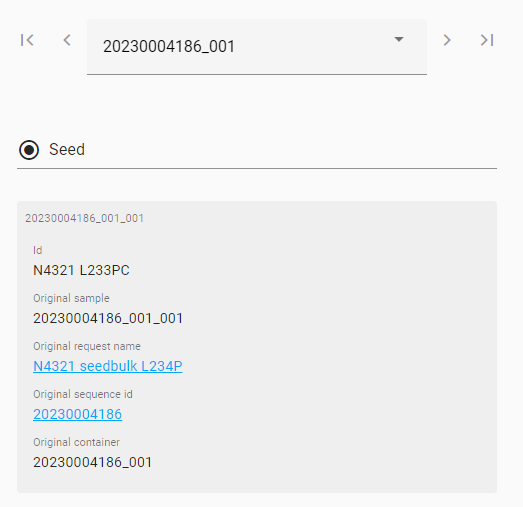 20230004186_001
Seed
20230004186_001_001
Id
N4321 L233PC
Original sample
20230004186_001_001
Original request name
N4321 seedbulk L234P
Original sequence id
20230004186
Original container
20230004186_001